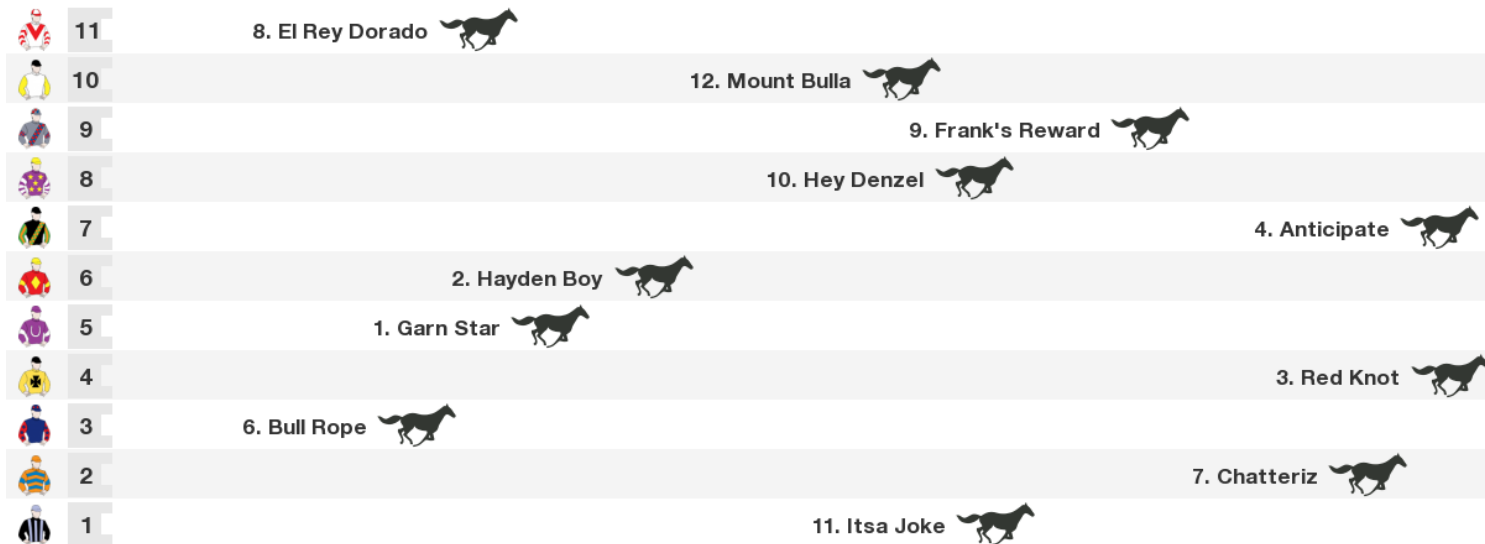 11 8. El Rey Dorado
10 12. Mount Bulla
9 9. Frank's Reward
8 10. Hey Denzel
7 4. Anticipate
6 2. Hayden Boy
5 1. Garn Star
4 3. Red Knot
3 6. Bull Rope
2 7. Chatteriz
1 11. Itsa Joke